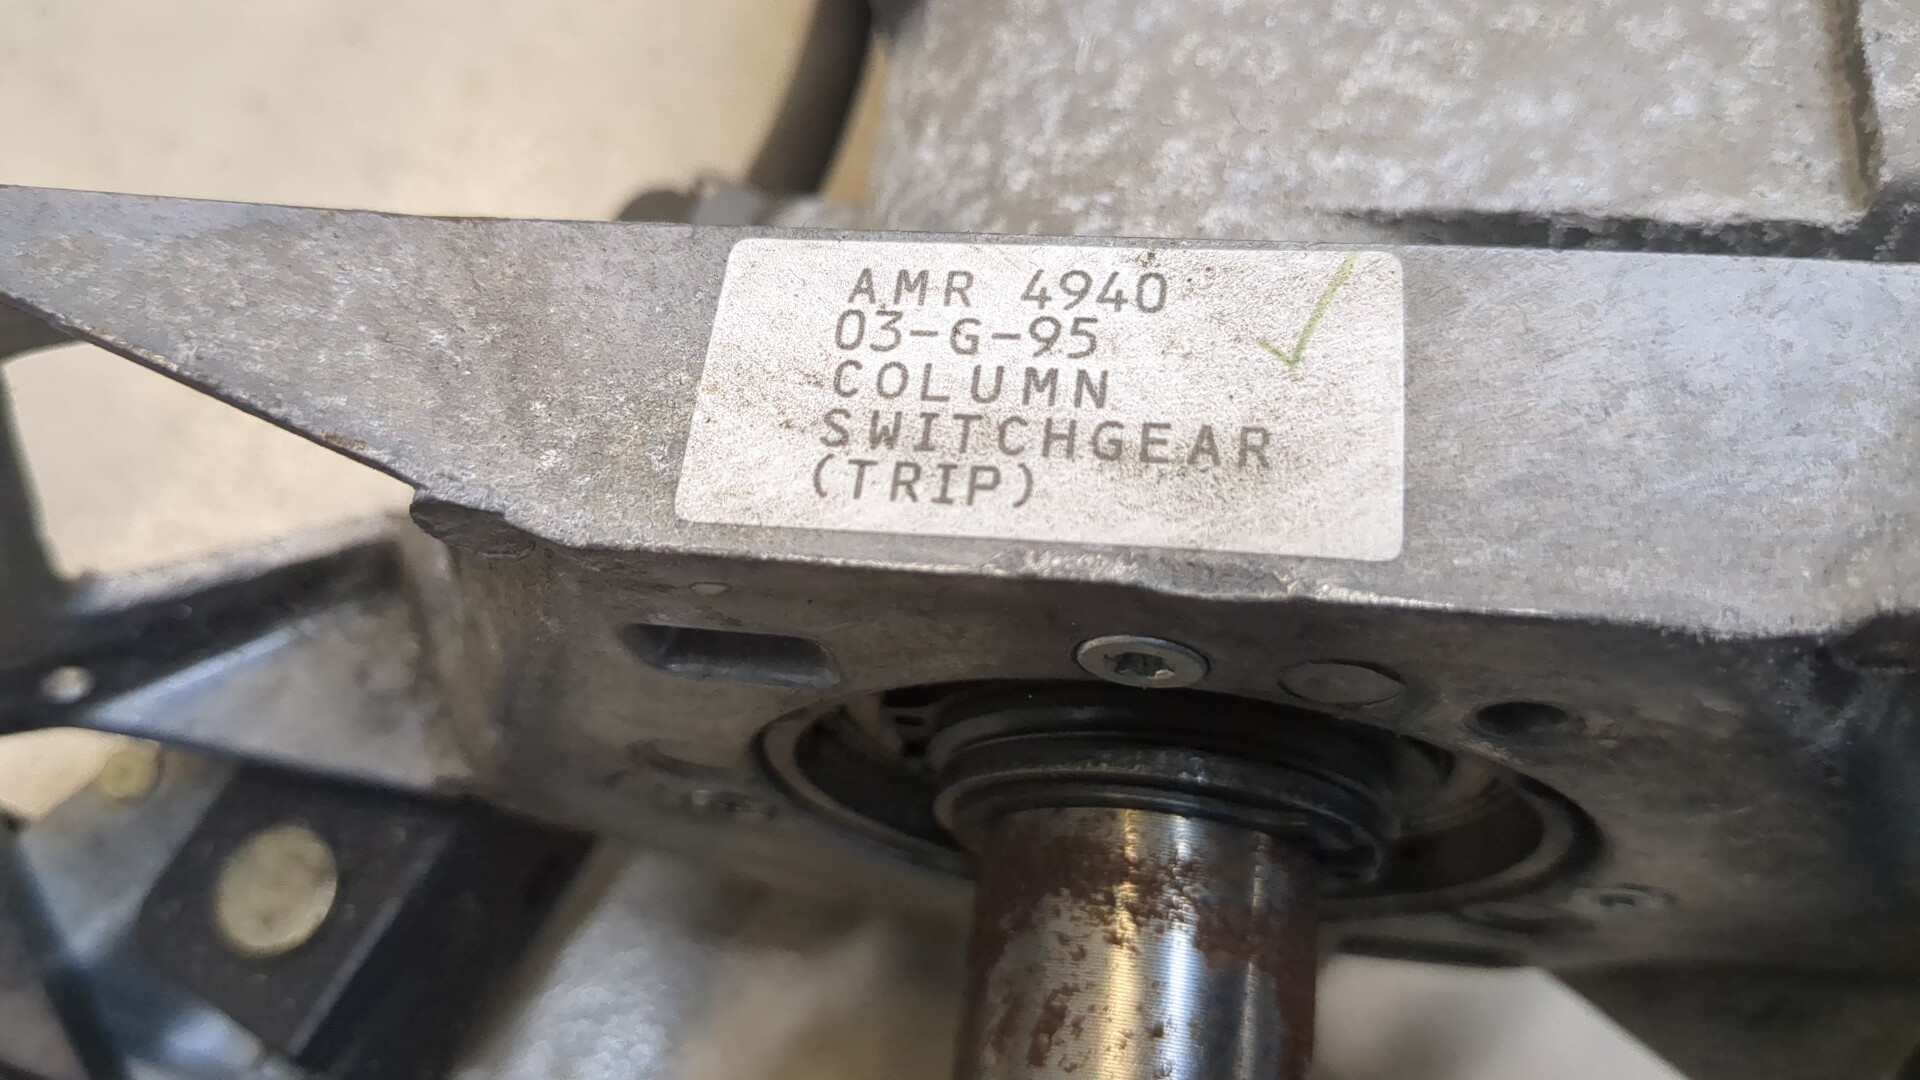 AMR 4940
03-G-95
COLUMN
SWITCHGEAR
(TRIP)